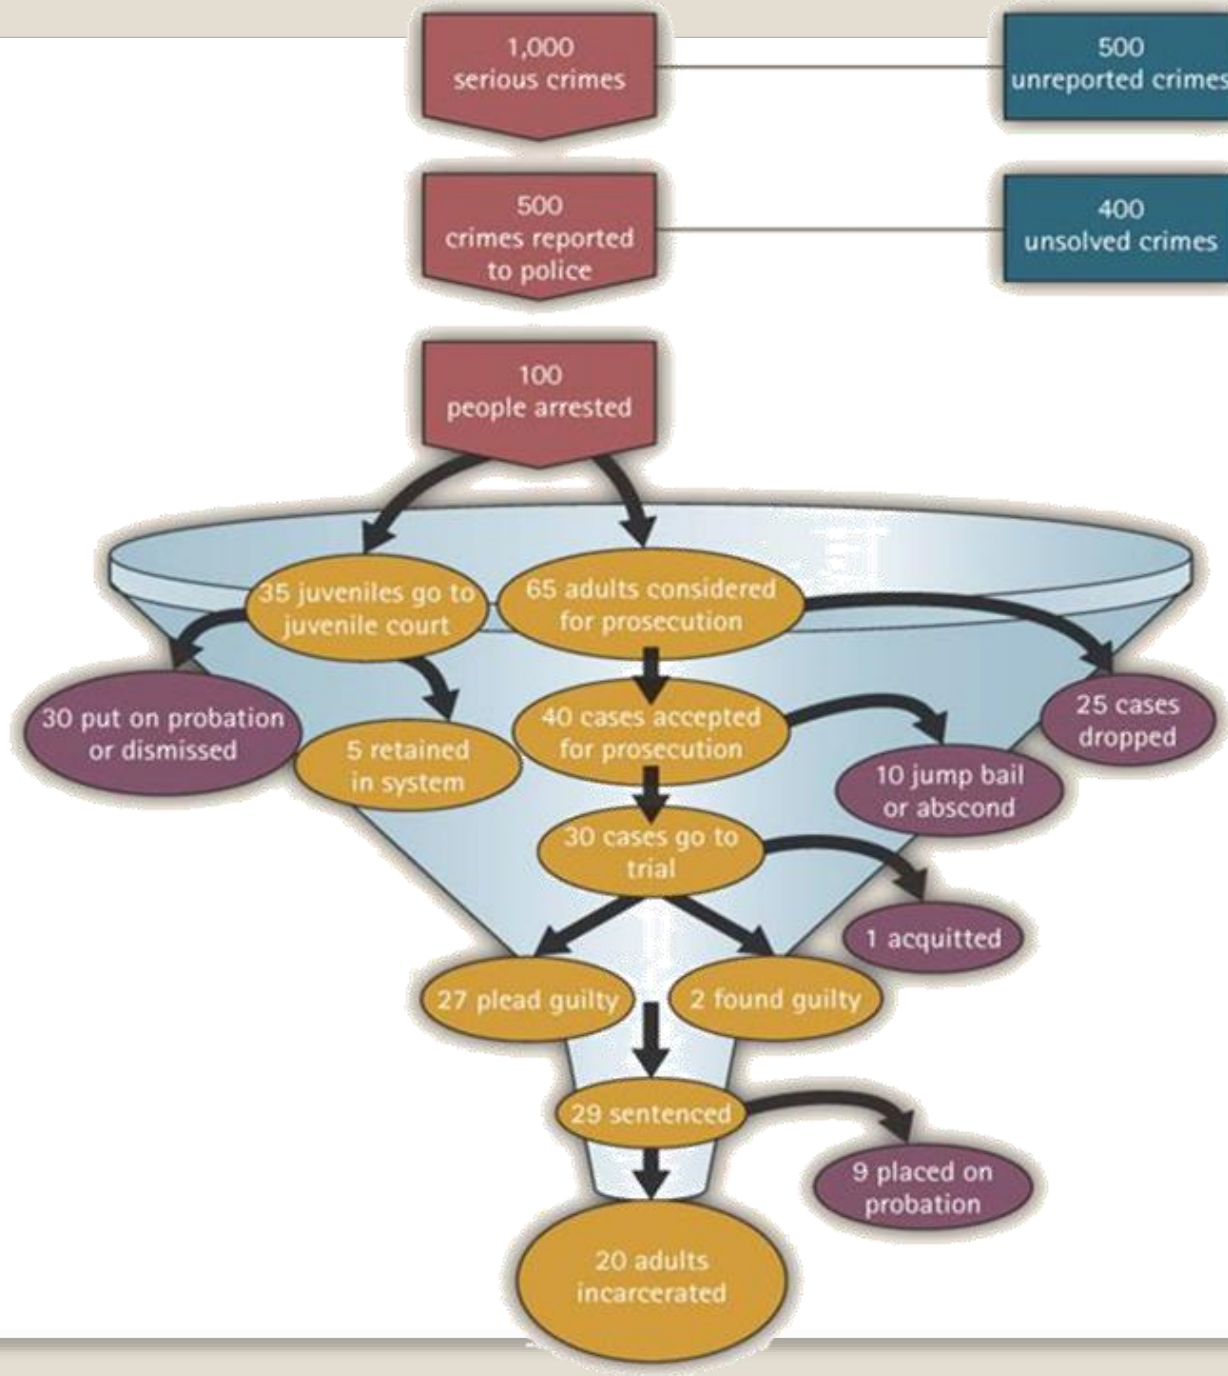 1,000
serious crimes
500
unreported crimes
500
crimes reported
to police
400
unsolved crimes
100
people arrested
35 juveniles go to
juvenile court
65 adults considered
for prosecution
30 put on probation
or dismissed
5 retained
in system
40 cases accepted
for prosecution
25 cases
dropped
10 jump bail
or abscond
30 cases go to
trial
1 acquitted
27 plead guilty
2 found guilty
29 sentenced
9 placed on
probation
20 adults
incarcerated